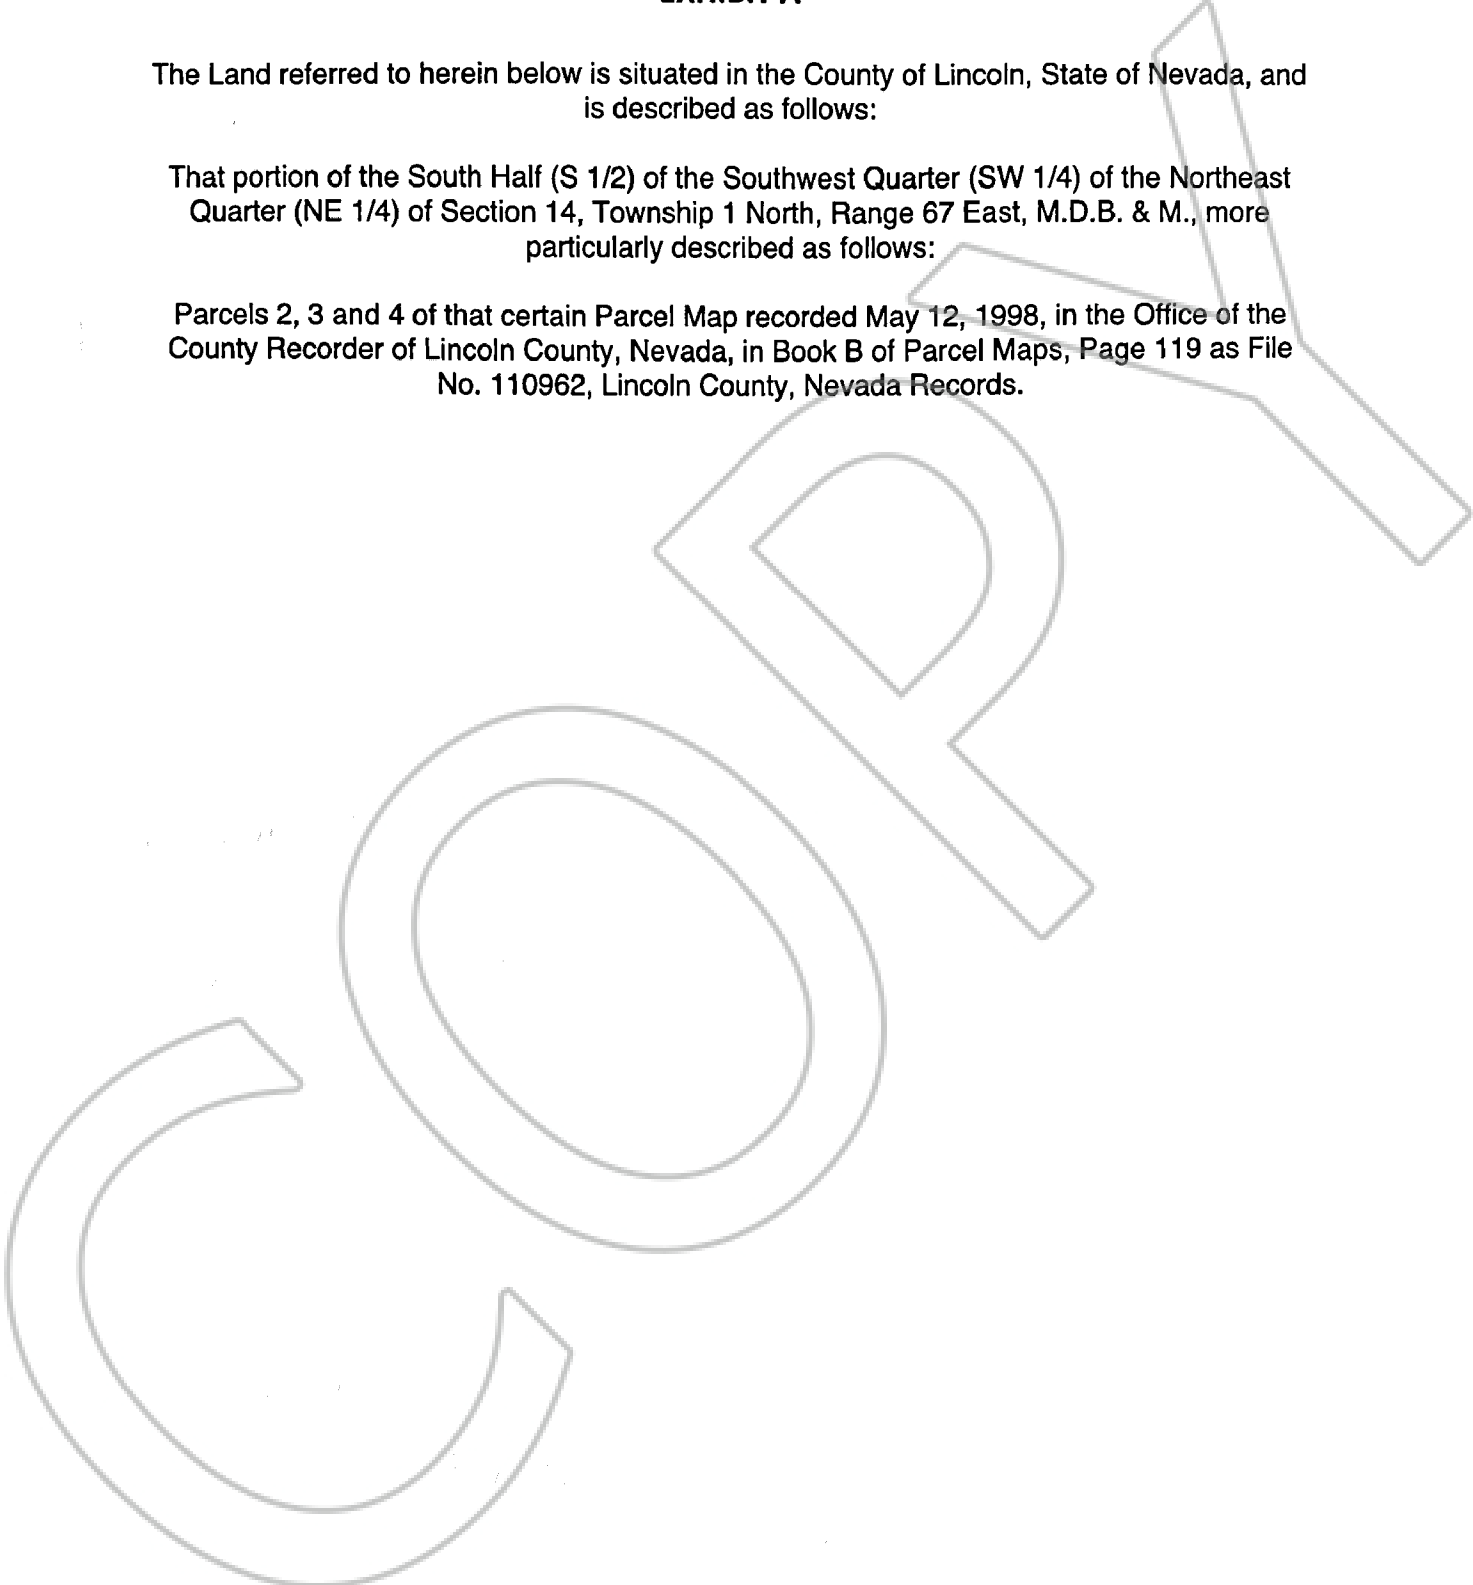 EXHIBIT A
The Land referred to herein below is situated in the County of Lincoln, State of Nevada, and
is described as follows:
That portion of the South Half (S 1/2) of the Southwest Quarter (SW 1/4) of the Northeast
Quarter (NE 1/4) of Section 14, Township 1 North, Range 67 East, M.D.B. & M., more
particularly described as follows:
Parcels 2, 3 and 4 of that certain Parcel Map recorded May 12, 1998, in the Office of the
County Recorder of Lincoln County, Nevada, in Book B of Parcel Maps, Page 119 as File
No. 110962, Lincoln County, Nevada Records.
COPY